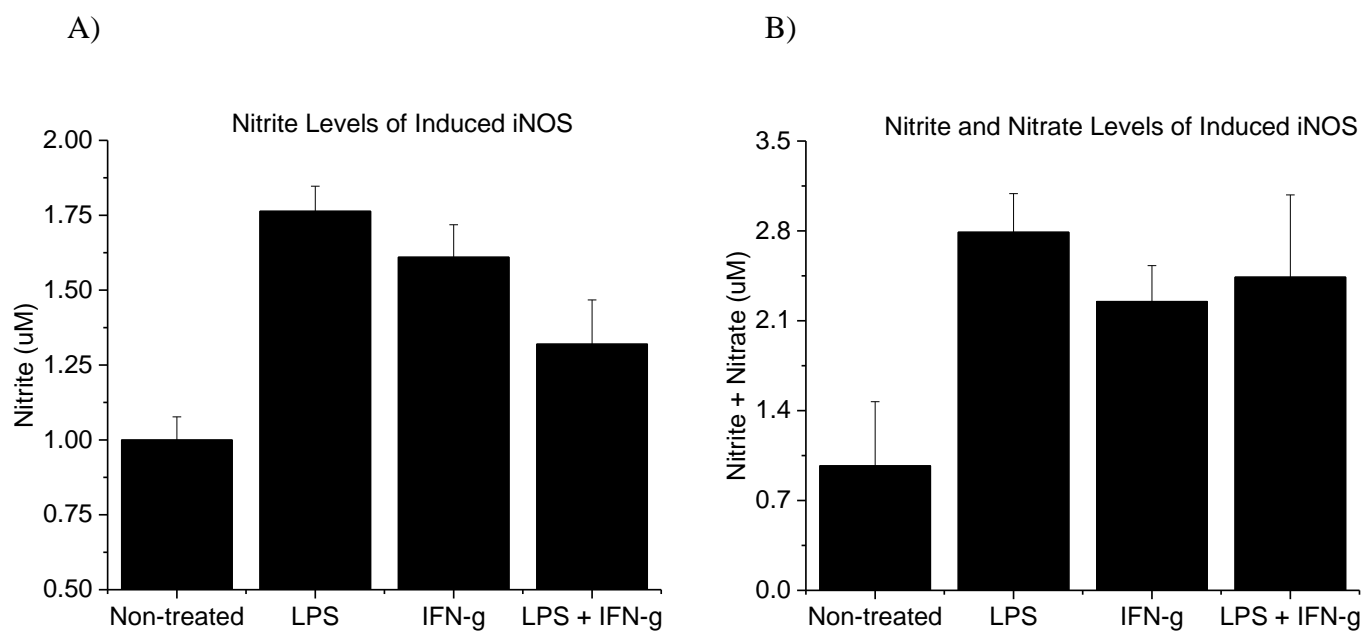 A)
Nitrite Levels of Induced iNOS
2.00
1.75
1.50
1.25
1.00
0.75
0.50
Nitrite (uM)
Non-treated LPS IFN-g LPS + IFN-g
B)
Nitrite and Nitrate Levels of Induced iNOS
3.5
2.8
2.1
1.4
0.7
0.0
Nitrite + Nitrate (uM)
Non-treated LPS IFN-g LPS + IFN-g